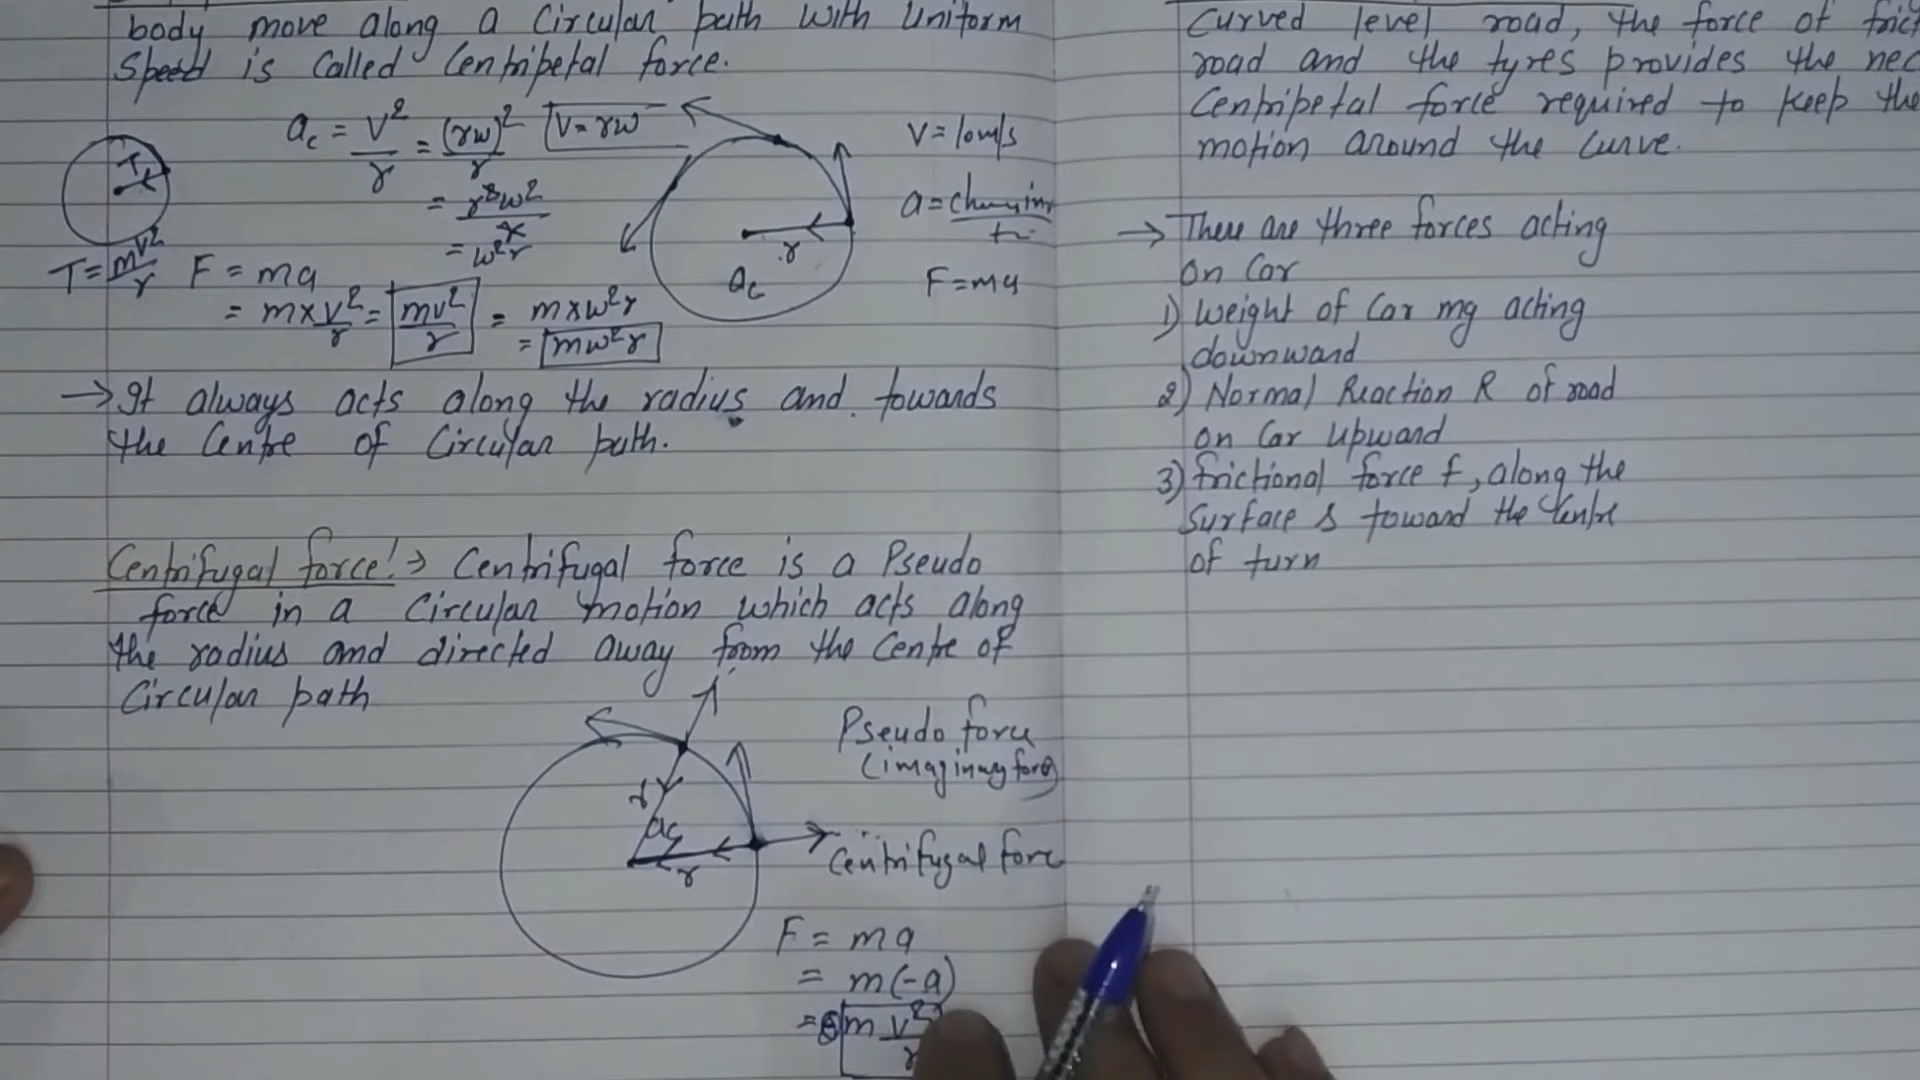 body move along a Circular path with Uniform
Speed is Called Centripetal force.
a_c = v²/r = (rω)²/r   V = rω
= r²ω²/r
= ω²r
T
T = mv²/r   F = ma
= m×v²/r = mv²/r = m×ω²r
= mω²r
r
a_c
V = 10m/s
a =
F = ma
→ It always acts along the radius and towards
the Centre of Circular path.
Centrifugal force:→ Centrifugal force is a Pseudo
force in a Circular motion which acts along
the radius and directed away from the Centre of
Circular path
Pseudo force
(imaginary force)
r
a_c
r
Centrifugal force
F = ma
= m(-a)
= m v²/r
Curved level road, the force of
road and the tyres provides the
Centripetal force required to keep the
motion around the Curve.
→ There are three forces acting
on Car
1) Weight of Car mg acting
downward
2) Normal Reaction R of road
on Car Upward
3) frictional force f, along the
Surface & toward the Centre
of turn